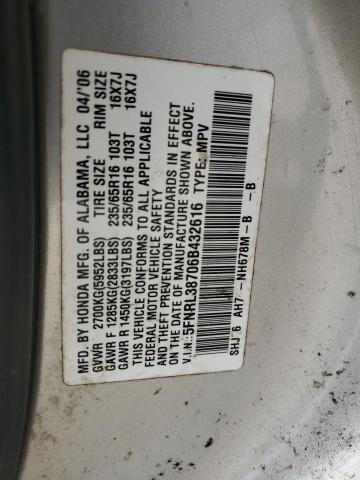 MFD. BY HONDA MFG. OF ALABAMA, LLC 04/'06
GVWR 2700KG(5952LBS) TIRE SIZE RIM SIZE
GAWR F 1285KG(2833LBS) 235/65R16 103T 16X7J
GAWR R 1450KG(3197LBS) 235/65R16 103T 16X7J
THIS VEHICLE CONFORMS TO ALL APPLICABLE
FEDERAL MOTOR VEHICLE SAFETY AND THEFT
PREVENTION STANDARDS IN EFFECT
ON THE DATE OF MANUFACTURE SHOWN ABOVE.
V.I.N.: 5FNRL38706B432616 TYPE: MPV
SHJ 6 AH7- NH678M- B - B